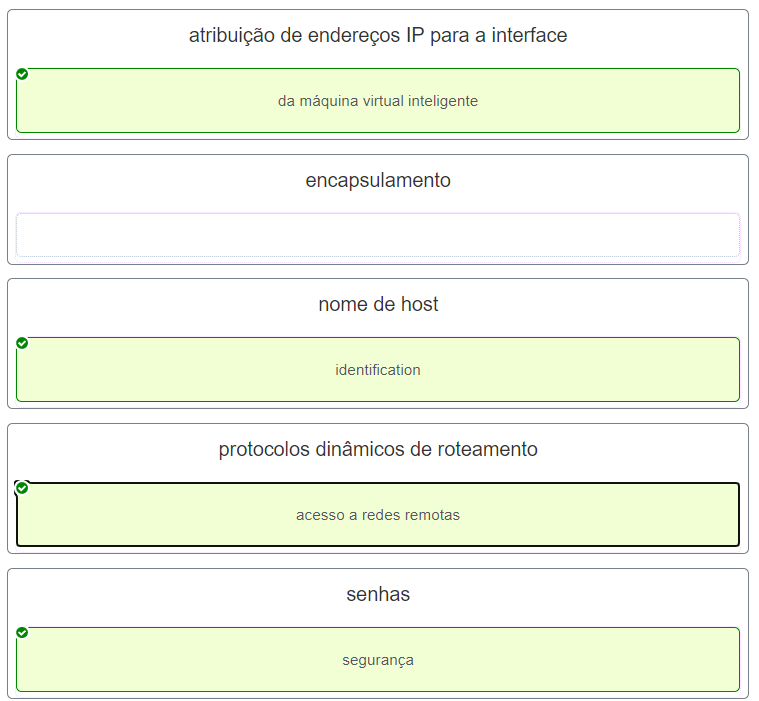 atribuição de endereços IP para a interface
da máquina virtual inteligente
encapsulamento
nome de host
identification
protocolos dinâmicos de roteamento
acesso a redes remotas
senhas
segurança